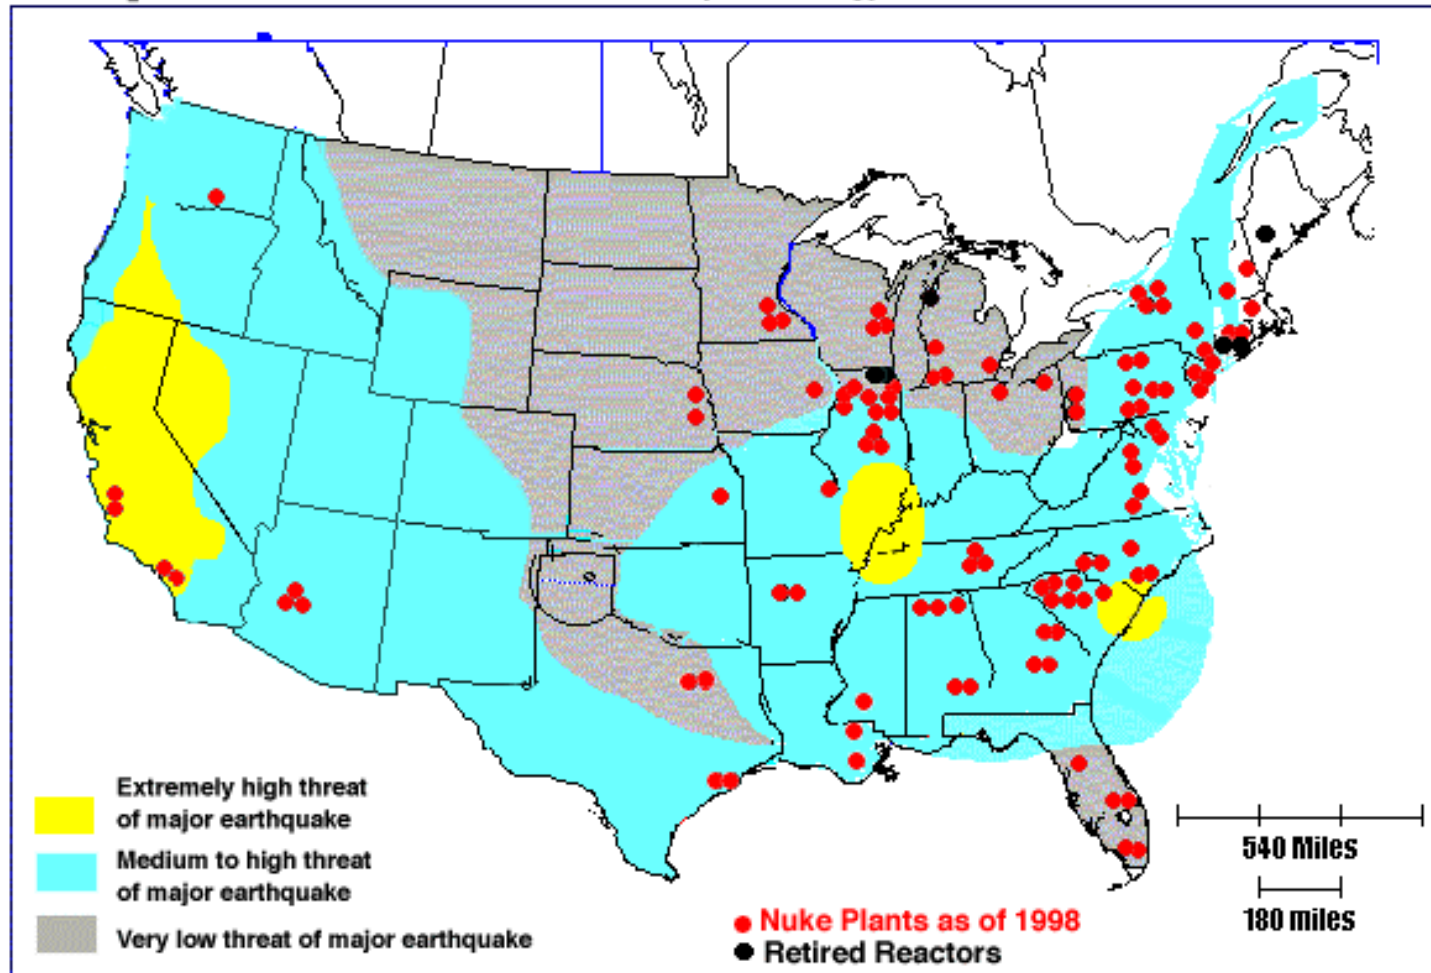 Extremely high threat
of major earthquake
Medium to high threat
of major earthquake
Very low threat of major earthquake
Nuke Plants as of 1998
Retired Reactors
540 Miles
180 miles